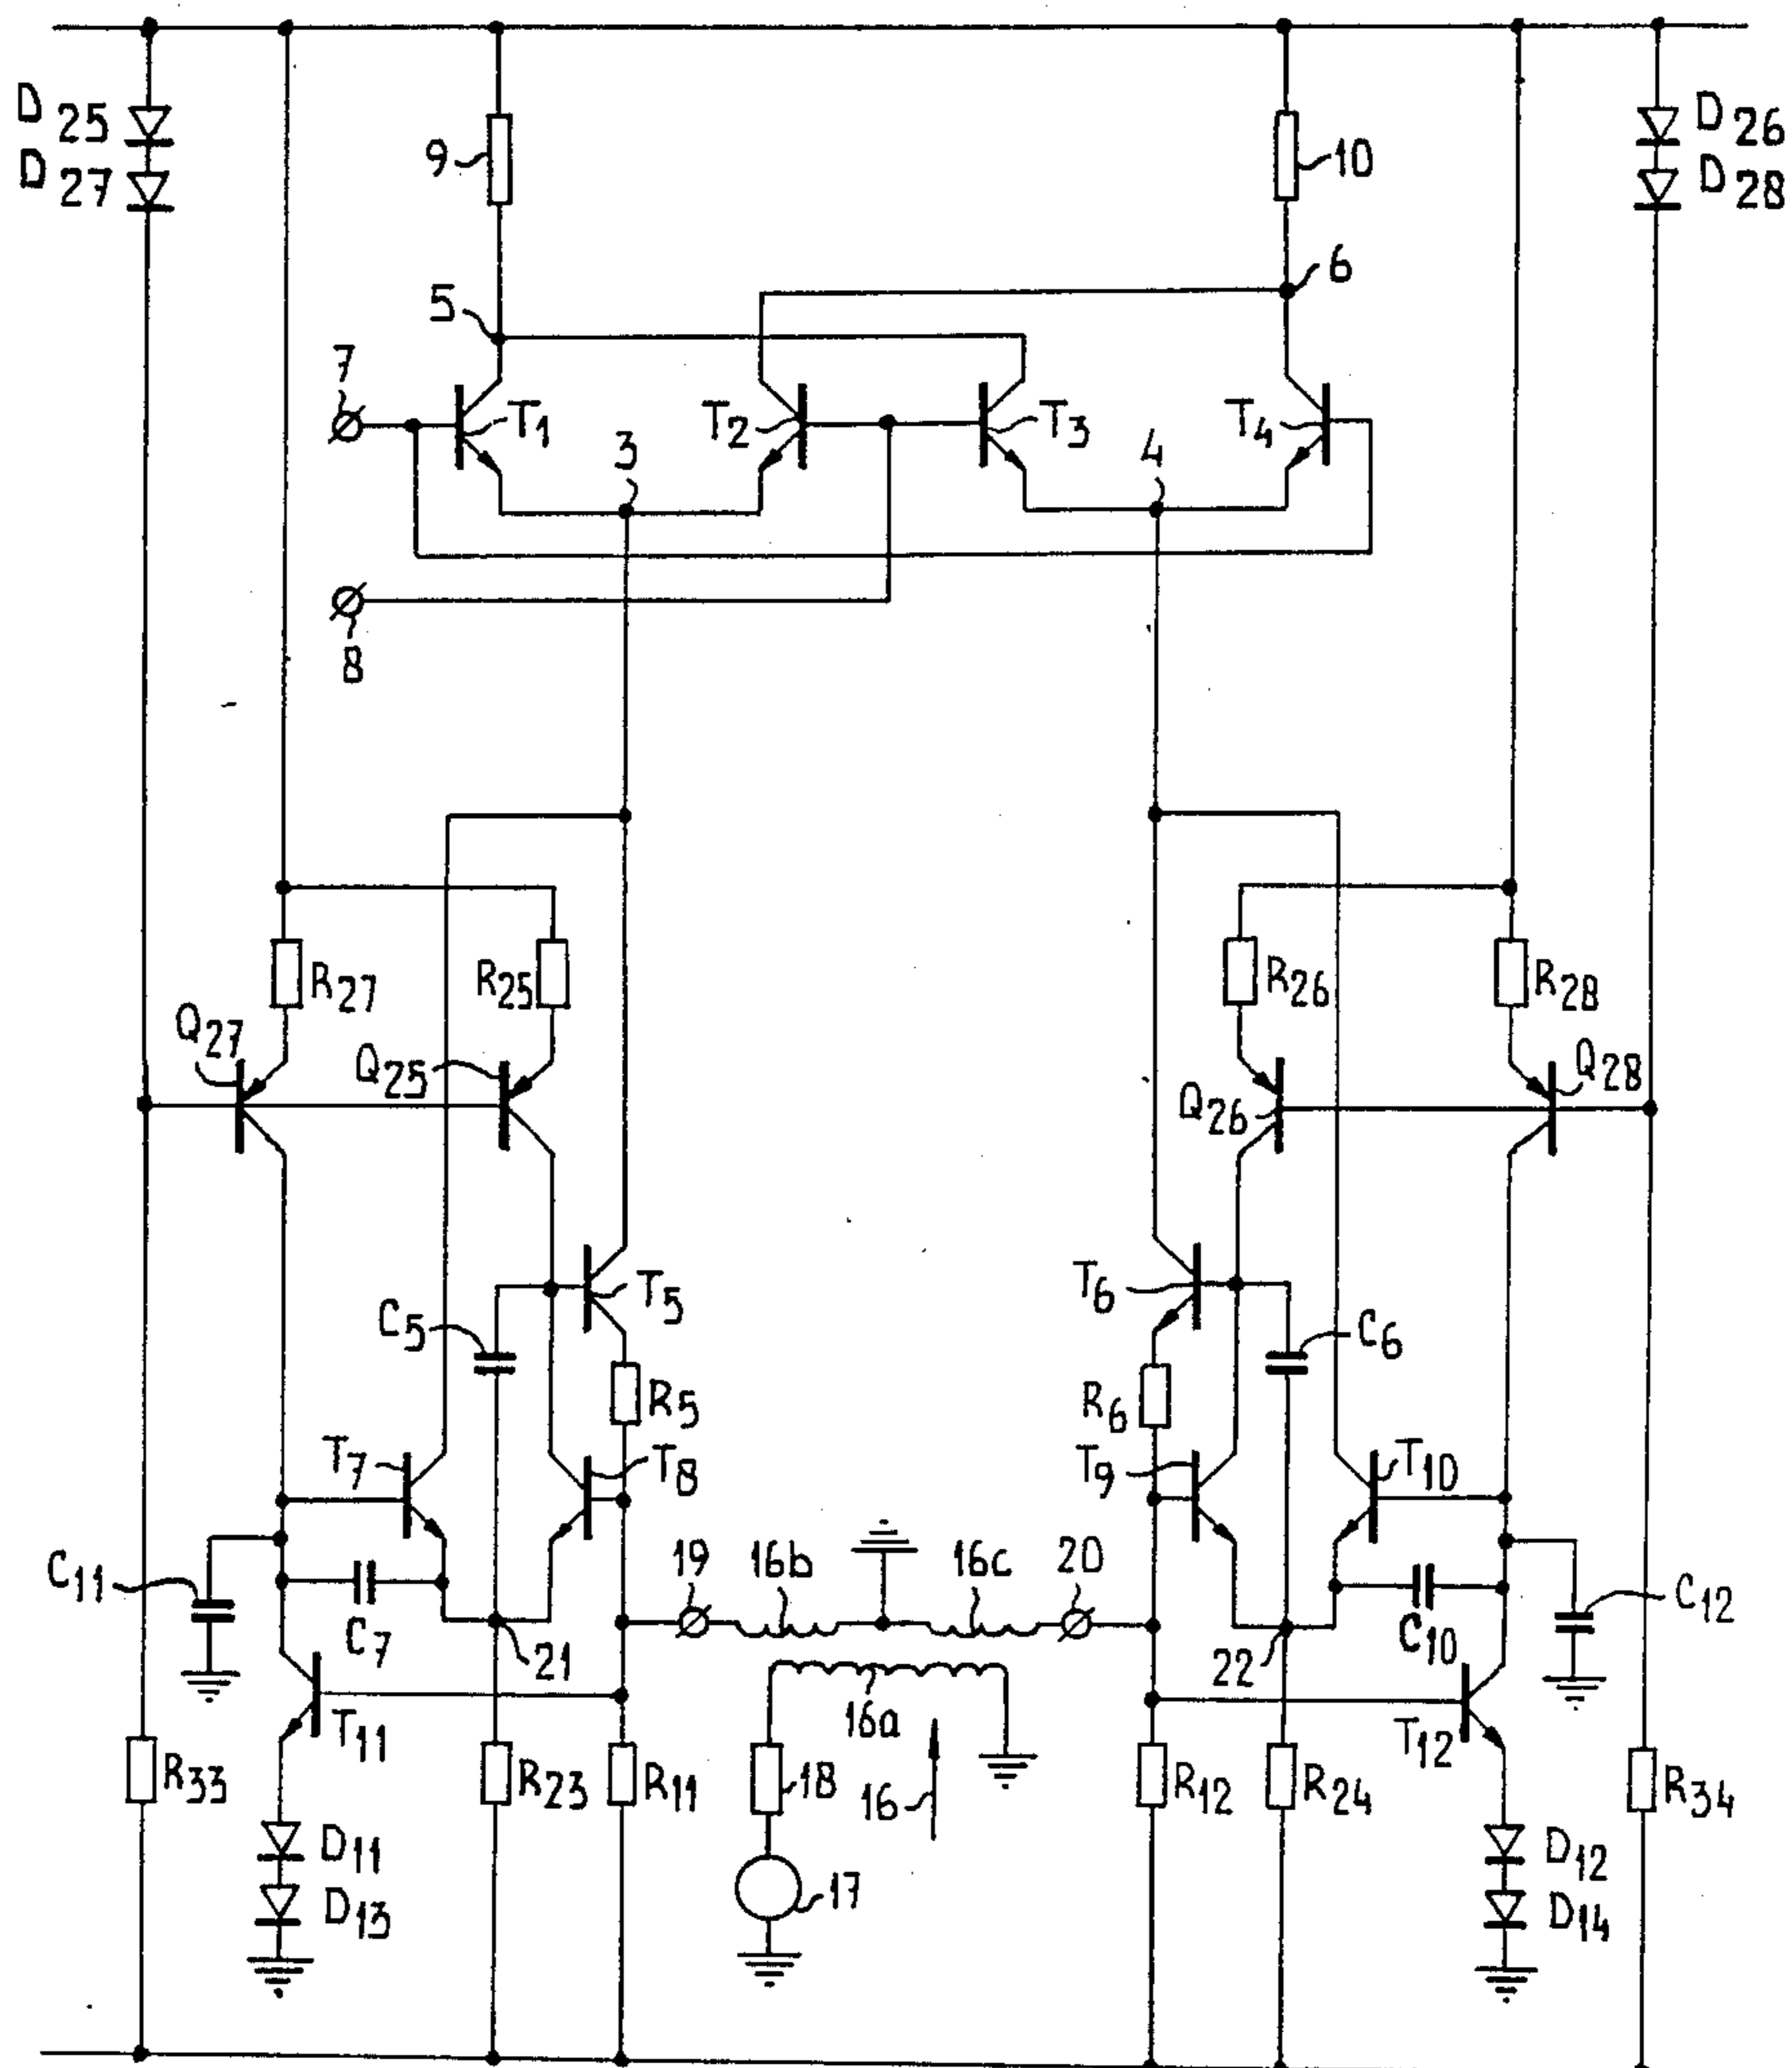 D25
D27
9
10
D26
D28
5
6
7
T1
T2
T3
T4
3
4
8
R27
R25
R26
R28
Q27
Q25
Q26
Q28
T5
T6
C5
C6
R5
R6
T7
T8
T9
T10
C11
C7
19
16b
16c
20
C10
C12
21
22
16a
T11
T12
R33
R23
R11
18
16
R12
R24
R34
D11
D13
17
D12
D14